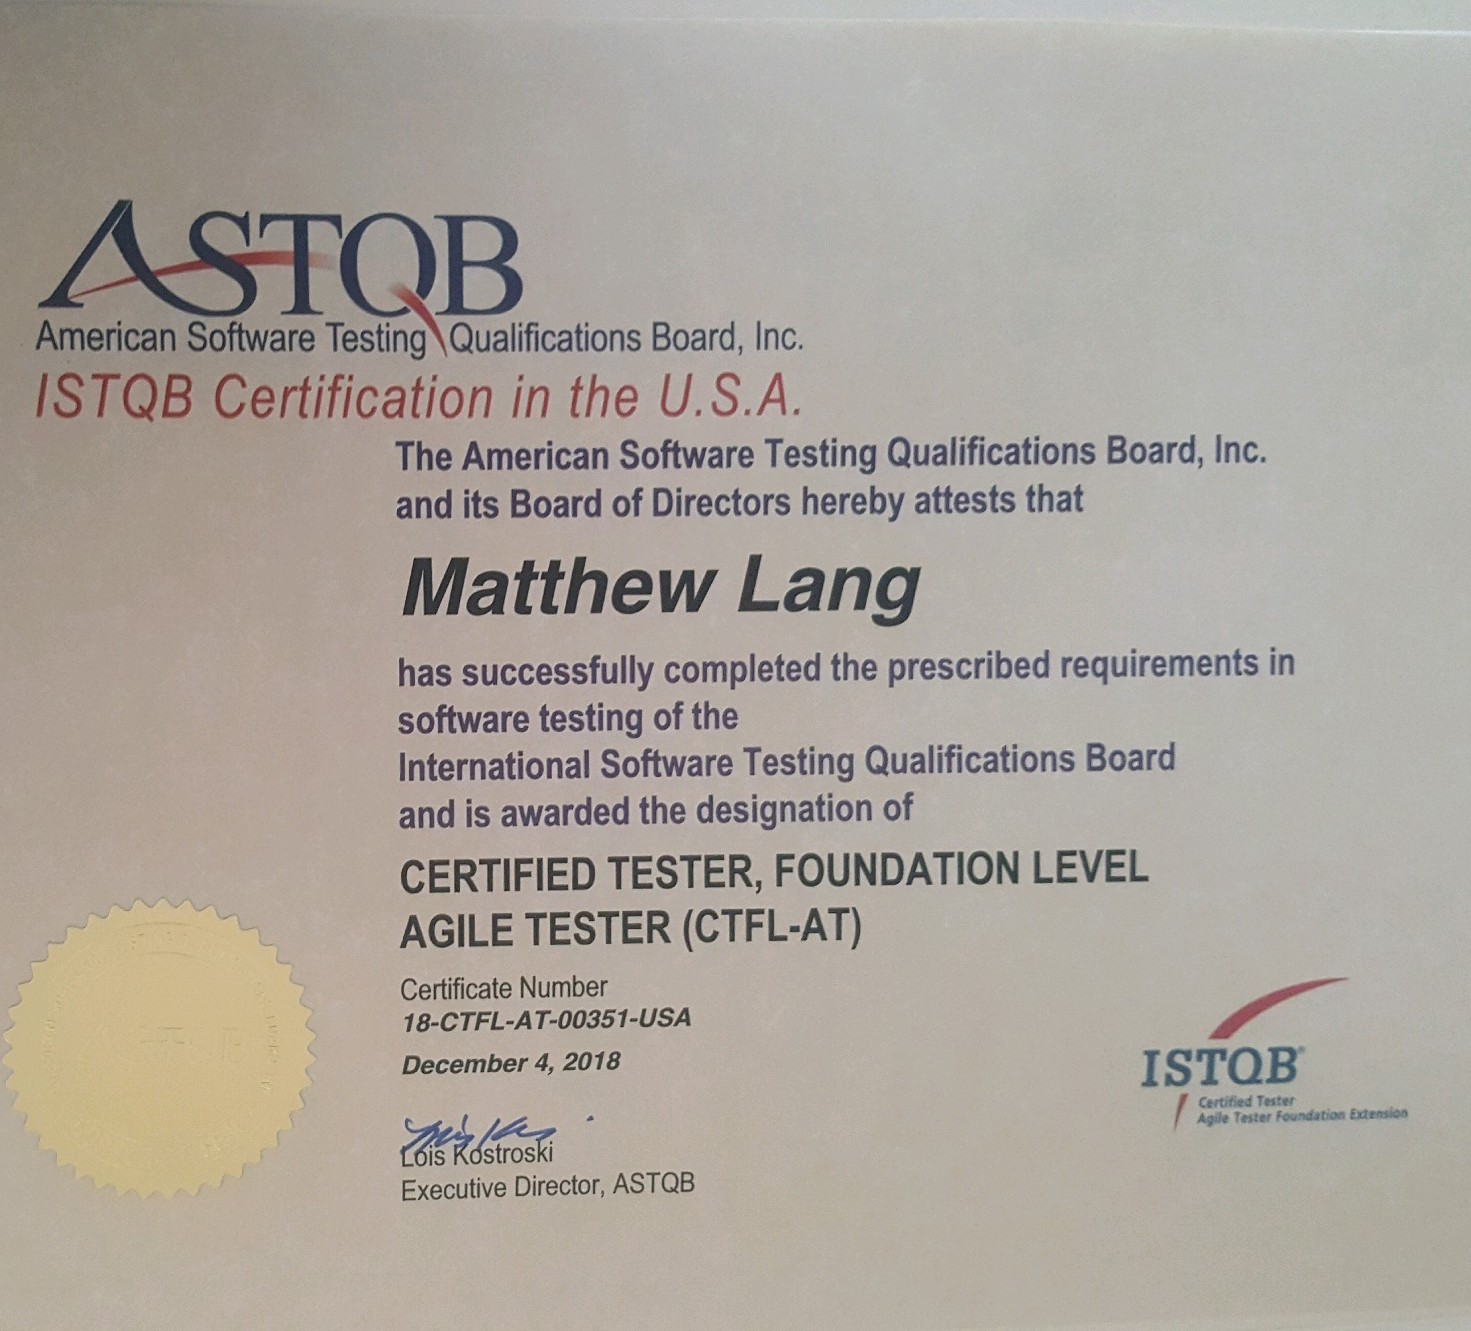 ASTQB
American Software Testing Qualifications Board, Inc.
ISTQB Certification in the U.S.A.
The American Software Testing Qualifications Board, Inc.
and its Board of Directors hereby attests that
Matthew Lang
has successfully completed the prescribed requirements in
software testing of the
International Software Testing Qualifications Board
and is awarded the designation of
CERTIFIED TESTER, FOUNDATION LEVEL
AGILE TESTER (CTFL-AT)
Certificate Number
18-CTFL-AT-00351-USA
December 4, 2018
Lois Kostroski
Executive Director, ASTQB
ISTQB®
Certified Tester
Agile Tester Foundation Extension